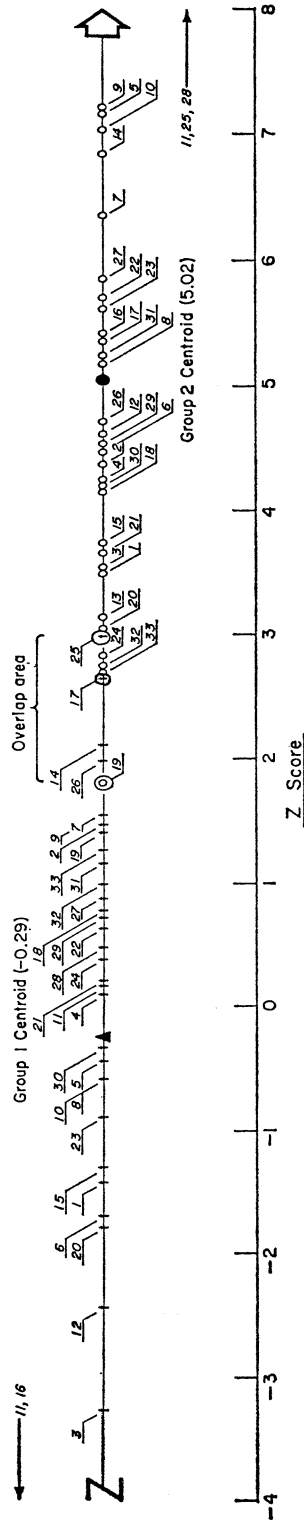 11, 16
Group 1 Centroid (-0.29)
Overlap area
21 18
6 15 10 30 11 28 29 32 33 2 9 14
3 12 20 1 23 8 5 4 24 22 27 31 19 7 26 17 25
Z
19 24 13 3 15 4 2 26 16 27 7 14 9
32 20 1 21 30 12 17 22 5
33 18 29 31 23 10
6 8
Group 2 Centroid (5.02)
11, 25, 28
-4 -3 -2 -1 0 1 2 3 4 5 6 7 8
Z Score